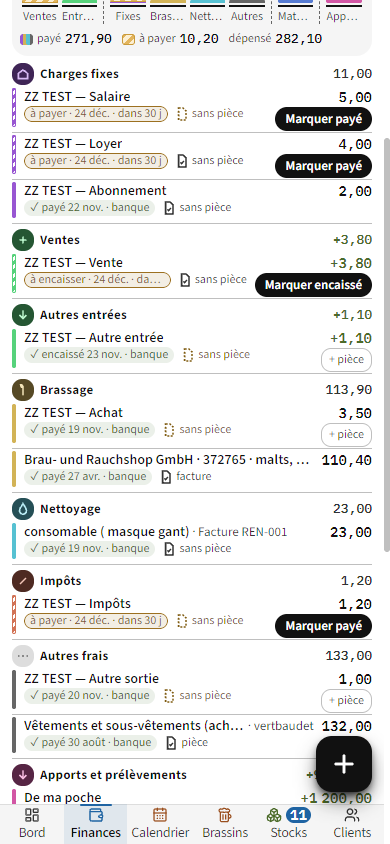 Ventes Entr… Fixes Bras… Nett… Autres Mat… App…
payé 271,90 à payer 10,20 dépensé 282,10
Charges fixes 11,00
ZZ TEST — Salaire 5,00
à payer · 24 déc. · dans 30 j sans pièce Marquer payé
ZZ TEST — Loyer 4,00
à payer · 24 déc. · dans 30 j sans pièce Marquer payé
ZZ TEST — Abonnement 2,00
✓ payé 22 nov. · banque sans pièce
Ventes +3,80
ZZ TEST — Vente +3,80
à encaisser · 24 déc. · da… sans pièce Marquer encaissé
Autres entrées +1,10
ZZ TEST — Autre entrée +1,10
✓ encaissé 23 nov. · banque sans pièce + pièce
Brassage 113,90
ZZ TEST — Achat 3,50
✓ payé 19 nov. · banque sans pièce + pièce
Brau- und Rauchshop GmbH · 372765 · malts, … 110,40
✓ payé 27 avr. · banque facture
Nettoyage 23,00
consomable ( masque gant) · Facture REN-001 23,00
✓ payé 19 nov. · banque sans pièce
Impôts 1,20
ZZ TEST — Impôts 1,20
à payer · 24 déc. · dans 30 j sans pièce Marquer payé
Autres frais 133,00
ZZ TEST — Autre sortie 1,00
✓ payé 20 nov. · banque sans pièce + pièce
Vêtements et sous-vêtements (ach… · vertbaudet 132,00
✓ payé 30 août · banque pièce
Apports et prélèvements
De ma poche +1 200,00
Bord Finances Calendrier Brassins Stocks 11 Clients